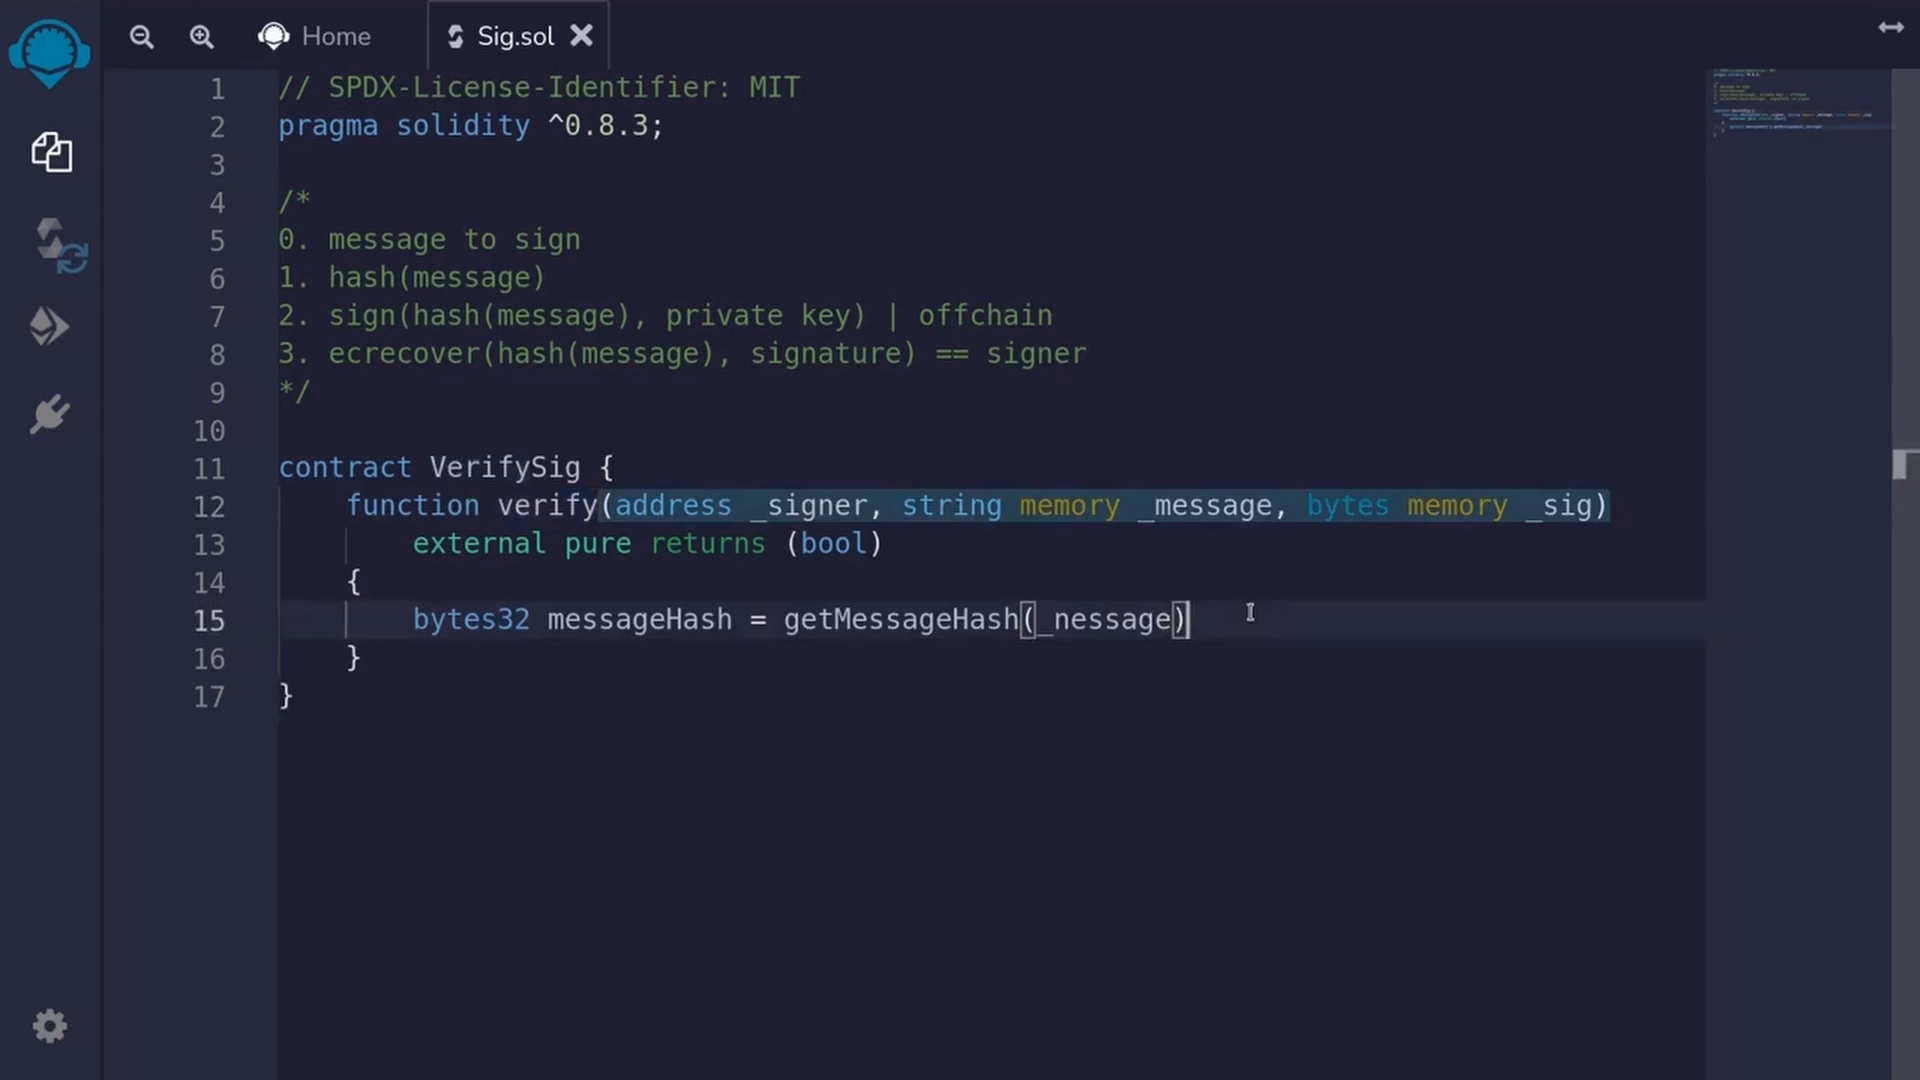 Home
Sig.sol
1 // SPDX-License-Identifier: MIT
2 pragma solidity ^0.8.3;
3
4 /*
5 0. message to sign
6 1. hash(message)
7 2. sign(hash(message), private key) | offchain
8 3. ecrecover(hash(message), signature) == signer
9 */
10
11 contract VerifySig {
12 function verify(address _signer, string memory _message, bytes memory _sig)
13 external pure returns (bool)
14 {
15 bytes32 messageHash = getMessageHash(_nessage)
16 }
17 }